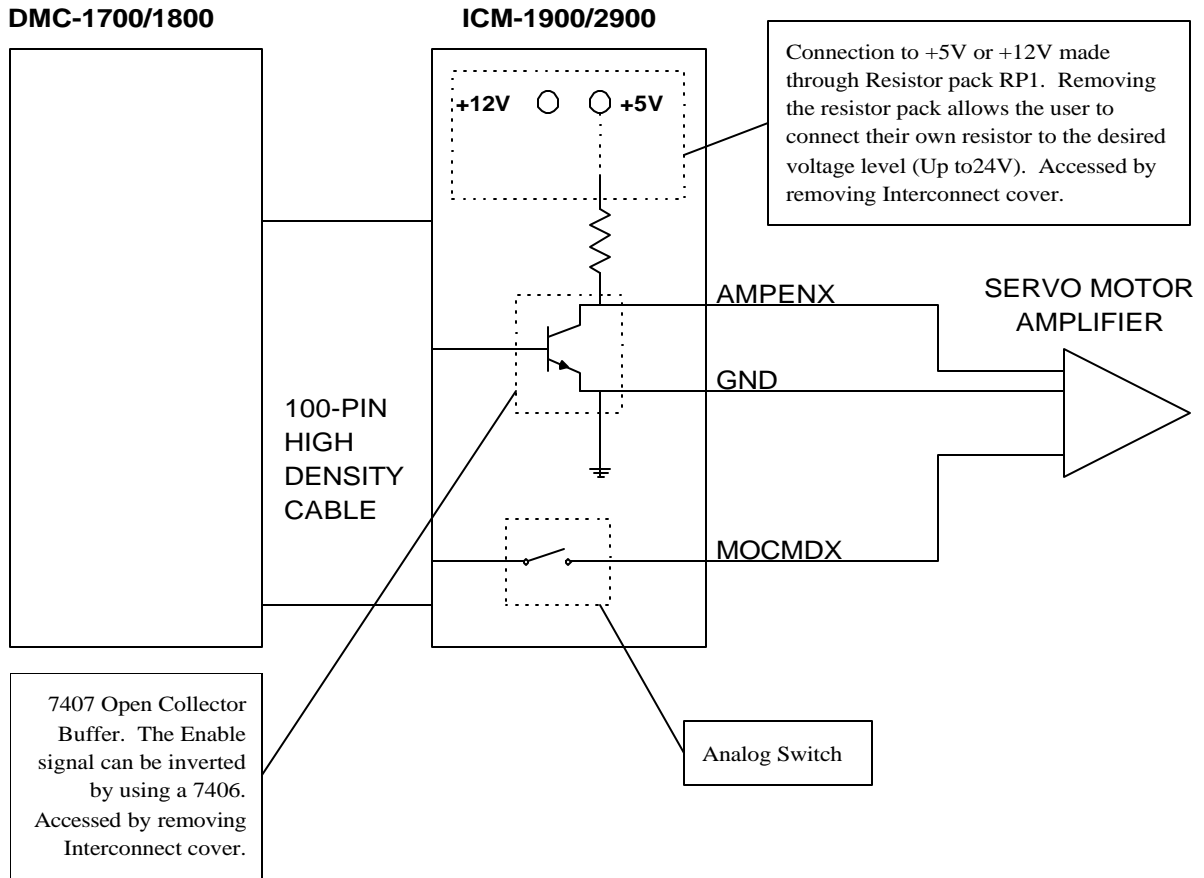 DMC-1700/1800
ICM-1900/2900
Connection to +5V or +12V made
through Resistor pack RP1. Removing
the resistor pack allows the user to
connect their own resistor to the desired
voltage level (Up to24V). Accessed by
removing Interconnect cover.
+12V
+5V
AMPENX
SERVO MOTOR
AMPLIFIER
GND
100-PIN
HIGH
DENSITY
CABLE
MOCMDX
7407 Open Collector
Buffer. The Enable
signal can be inverted
by using a 7406.
Accessed by removing
Interconnect cover.
Analog Switch